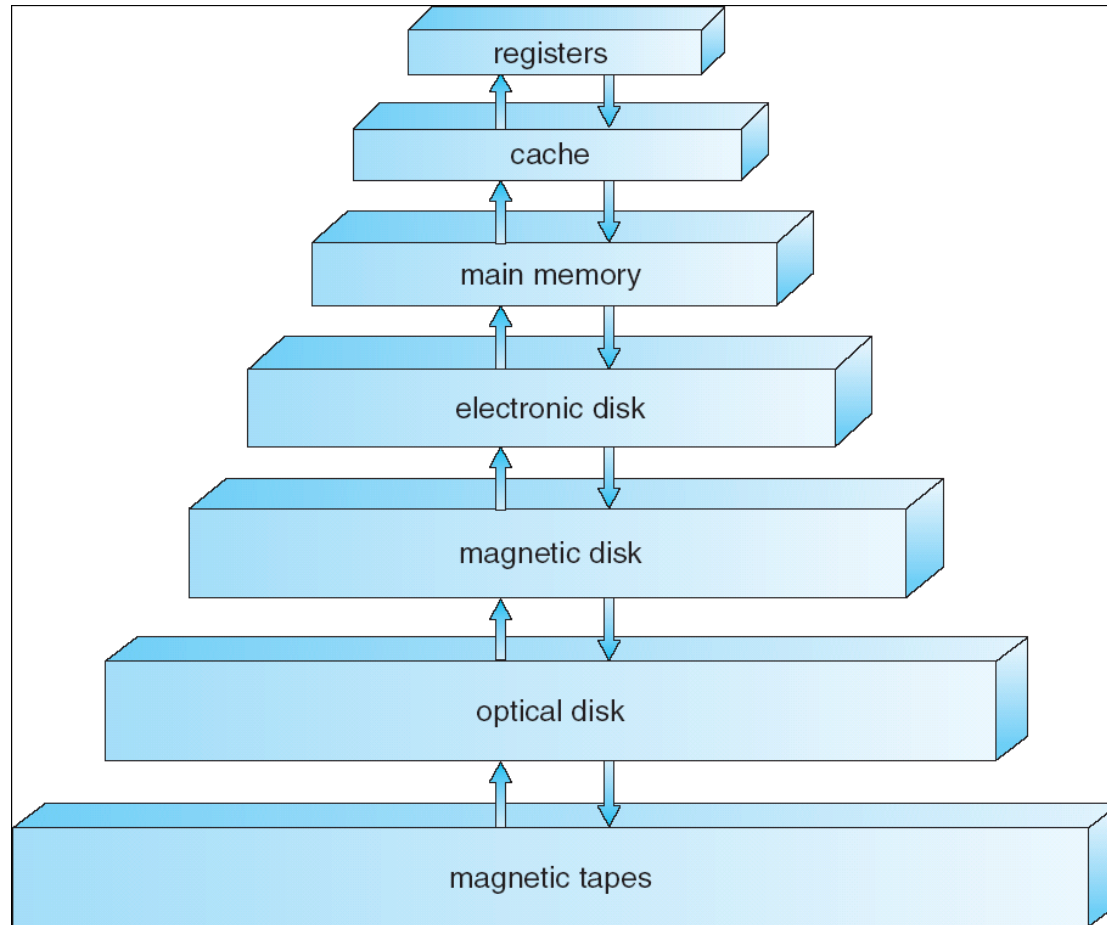 registers
cache
main memory
electronic disk
magnetic disk
optical disk
magnetic tapes